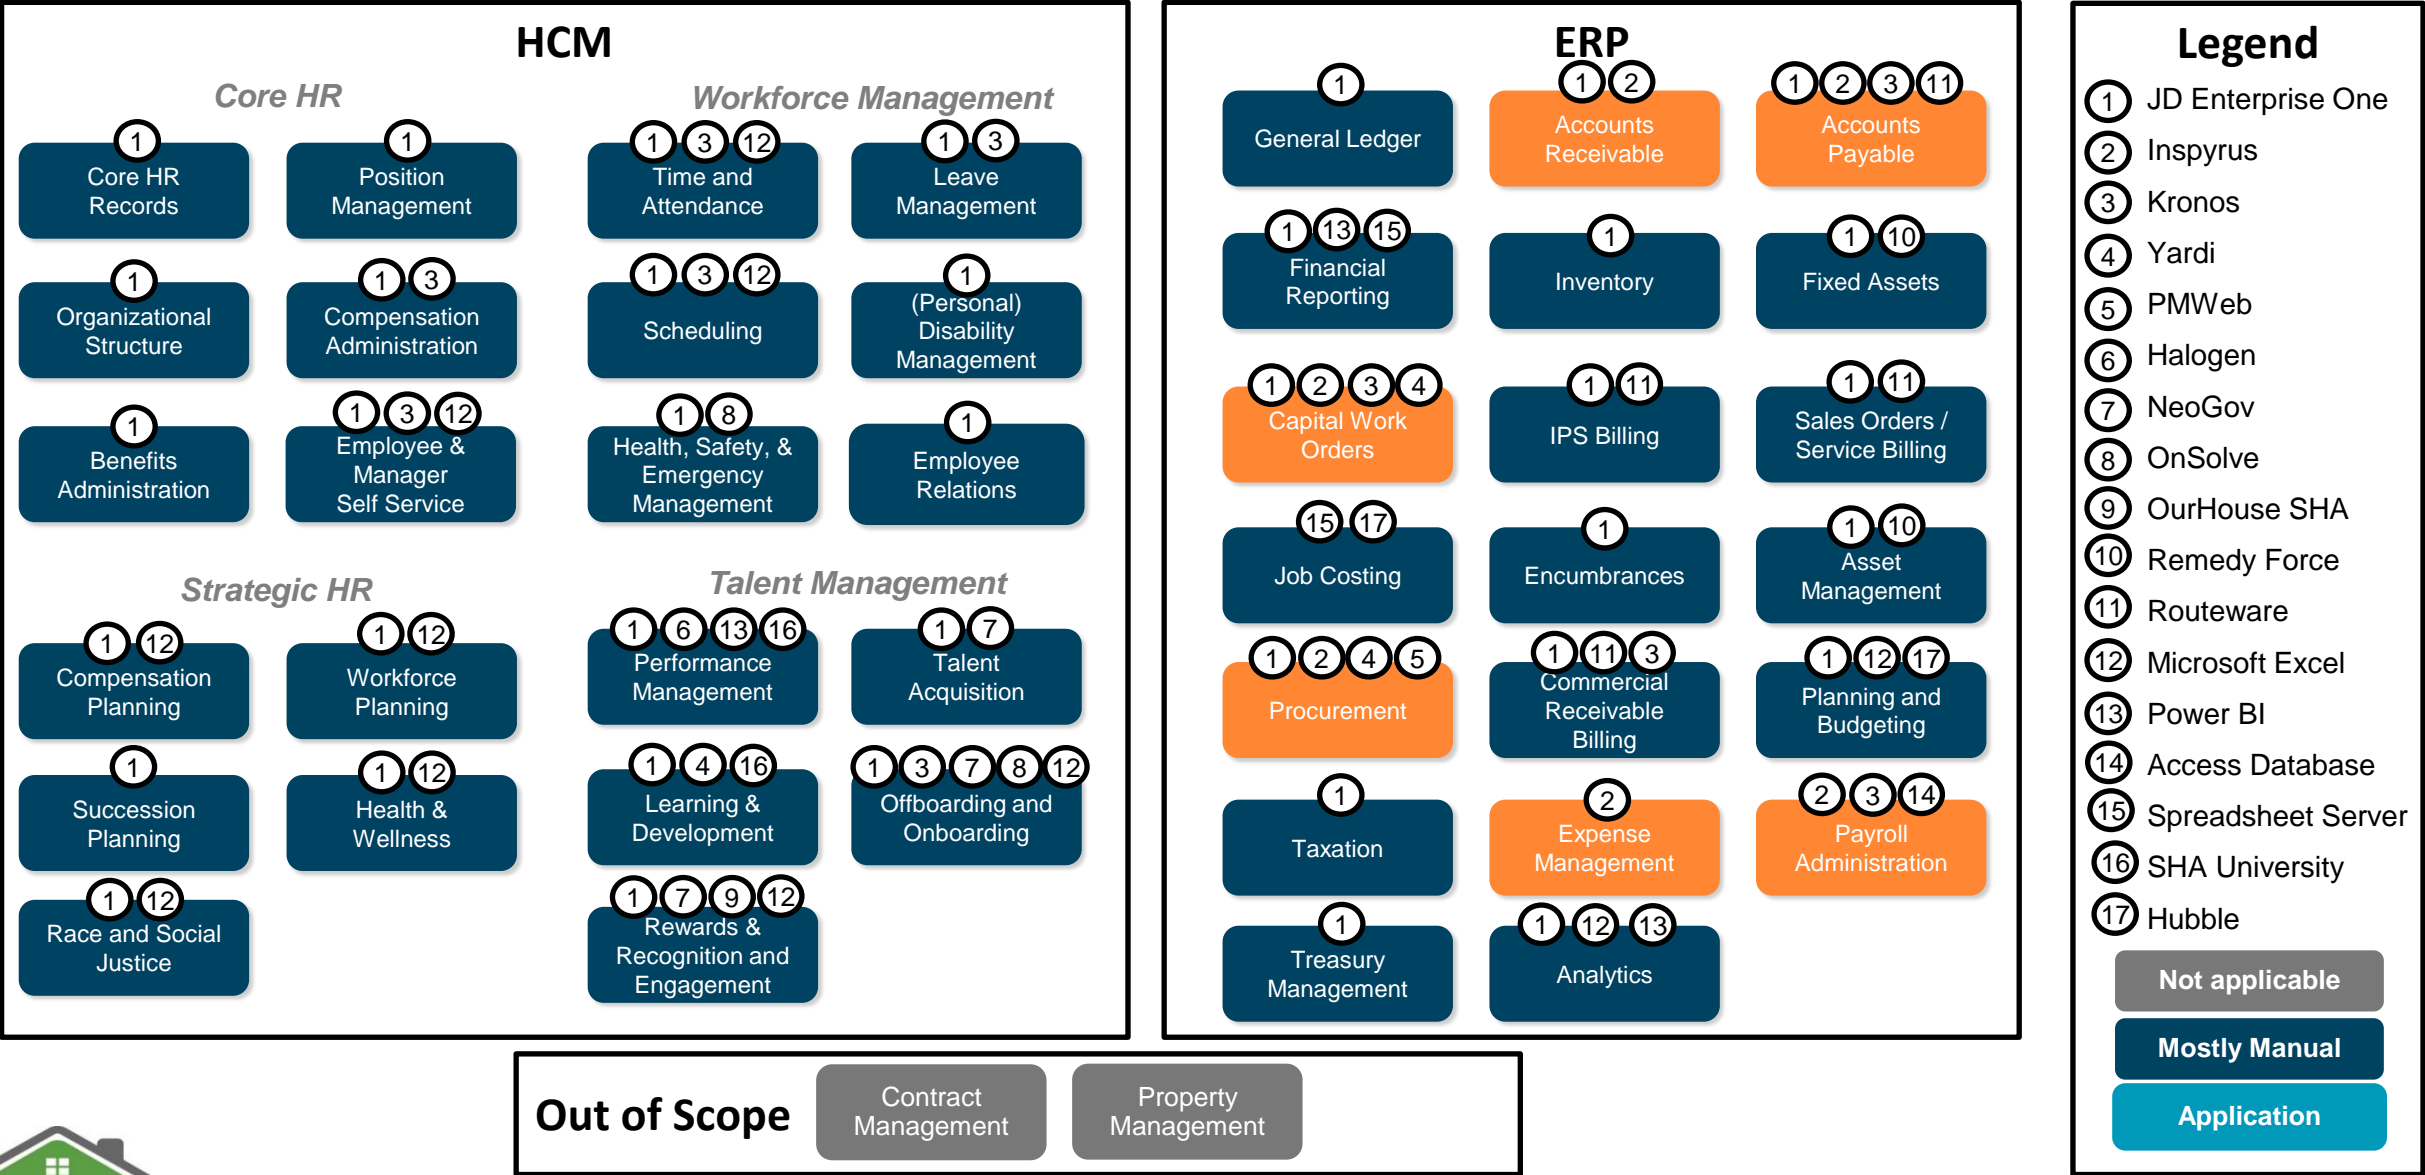 HCM
Core HR
1
Core HR
Records
1
Position
Management
1
Organizational
Structure
1 3
Compensation
Administration
1
Benefits
Administration
1 3 12
Employee &
Manager
Self Service
Workforce Management
1 3 12
Time and
Attendance
1 3
Leave
Management
1 3 12
Scheduling
1
(Personal)
Disability
Management
1 8
Health, Safety, &
Emergency
Management
1
Employee
Relations
Strategic HR
1 12
Compensation
Planning
1 12
Workforce
Planning
1
Succession
Planning
1 12
Health &
Wellness
1 12
Race and Social
Justice
Talent Management
1 6 13 16
Performance
Management
1 7
Talent
Acquisition
1 4 16
Learning &
Development
1 3 7 8 12
Offboarding and
Onboarding
1 7 9 12
Rewards &
Recognition and
Engagement
ERP
1
General Ledger
1 2
Accounts
Receivable
1 2 3 11
Accounts
Payable
1 13 15
Financial
Reporting
1
Inventory
1 10
Fixed Assets
1 2 3 4
Capital Work
Orders
1 11
IPS Billing
1 11
Sales Orders /
Service Billing
15 17
Job Costing
1
Encumbrances
1 10
Asset
Management
1 2 4 5
Procurement
1 11 3
Commercial
Receivable
Billing
1 12 17
Planning and
Budgeting
1
Taxation
2
Expense
Management
2 3 14
Payroll
Administration
1
Treasury
Management
1 12 13
Analytics
Legend
1 JD Enterprise One
2 Inspyrus
3 Kronos
4 Yardi
5 PMWeb
6 Halogen
7 NeoGov
8 OnSolve
9 OurHouse SHA
10 Remedy Force
11 Routeware
12 Microsoft Excel
13 Power BI
14 Access Database
15 Spreadsheet Server
16 SHA University
17 Hubble
Not applicable
Mostly Manual
Application
Out of Scope
Contract
Management
Property
Management